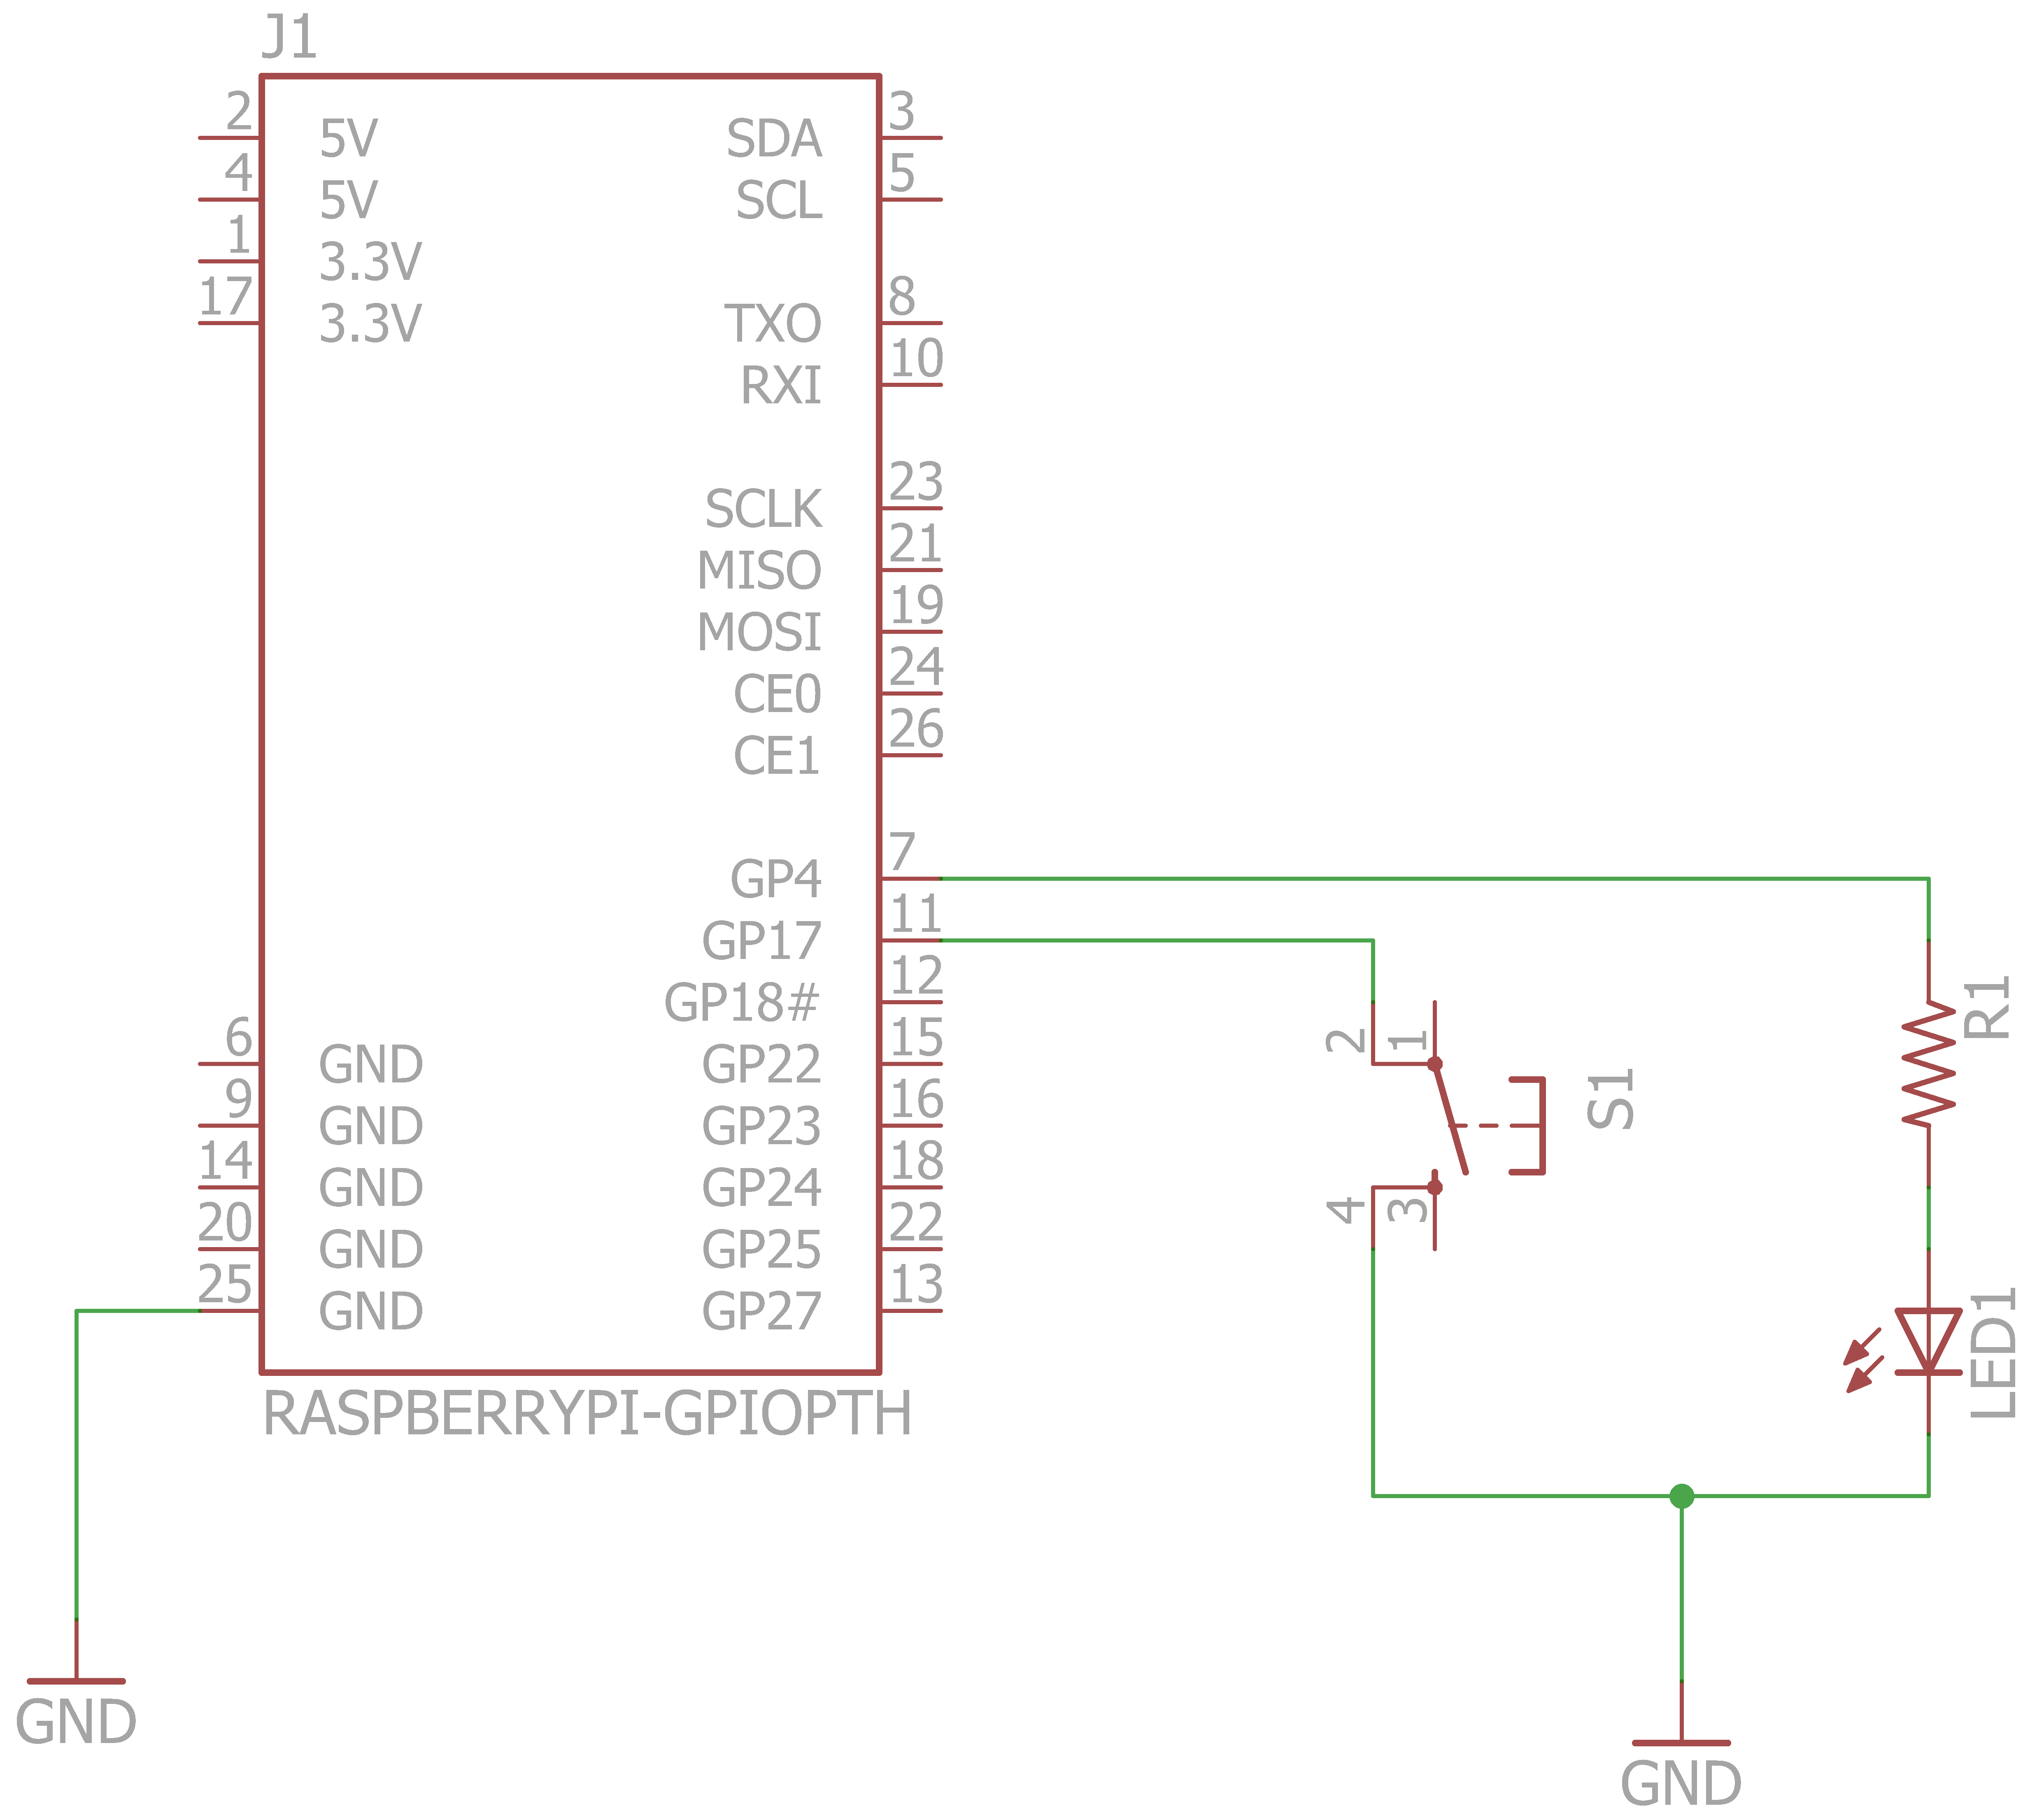 J1
2 5V SDA 3
4 5V SCL 5
1 3.3V
17 3.3V TXO 8
RXI 10
SCLK 23
MISO 21
MOSI 19
CE0 24
CE1 26
GP4 7
GP17 11
GP18# 12
6 GND GP22 15
9 GND GP23 16
14 GND GP24 18
20 GND GP25 22
25 GND GP27 13
RASPBERRYPI-GPIOPTH
2 1
4 3
S1
R1
LED1
GND
GND